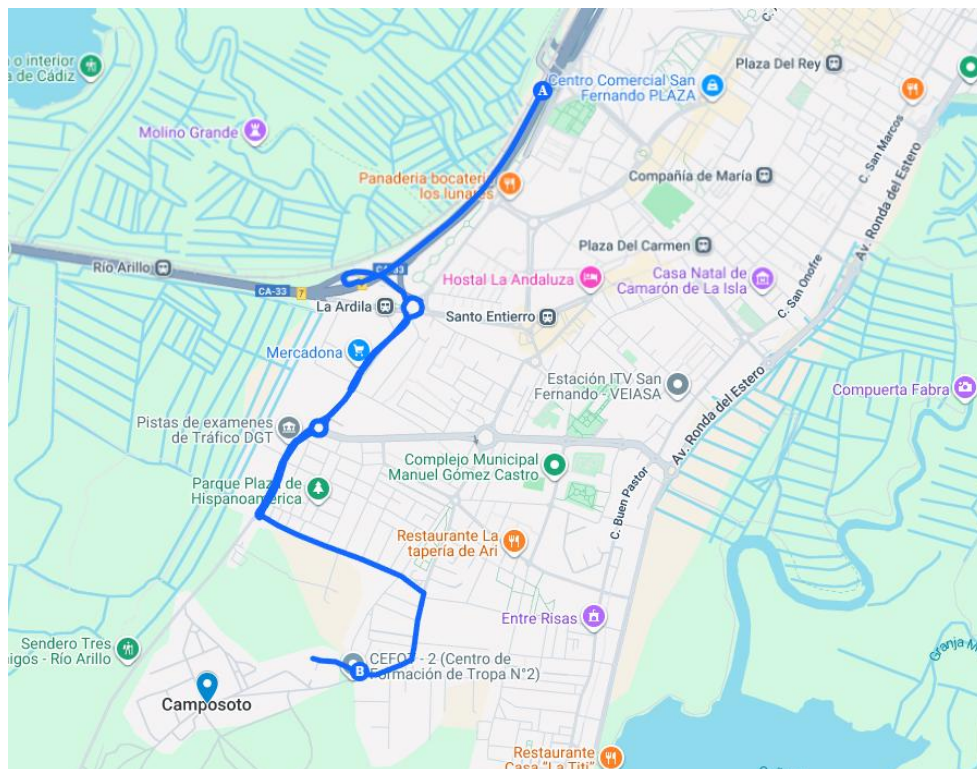 o o interior
a de Cádiz
Molino Grande
A
Centro Comercial San
Fernando PLAZA
Plaza Del Rey
C. San Marcos
Av. Ronda del Estero
Panadería bocatería
los lunares
Compañía de María
Plaza Del Carmen
Río Arillo
CA-33
7
Hostal La Andaluza
Casa Natal de
Camarón de La Isla
C. San Onofre
La Ardila
Santo Entierro
Mercadona
Estación ITV San
Fernando - VEIASA
Av. Ronda del Estero
Compuerta Fabra
Pistas de examenes
de Tráfico DGT
Complejo Municipal
Manuel Gómez Castro
C. Buen Pastor
Parque Plaza de
Hispanoamérica
Restaurante La
tapería de Ari
Entre Risas
Sendero Tres
migos - Río Arillo
CEFOT - 2 (Centro de
Formación de Tropa N°2)
B
Camposoto
Restaurante
Casa "La Titi"